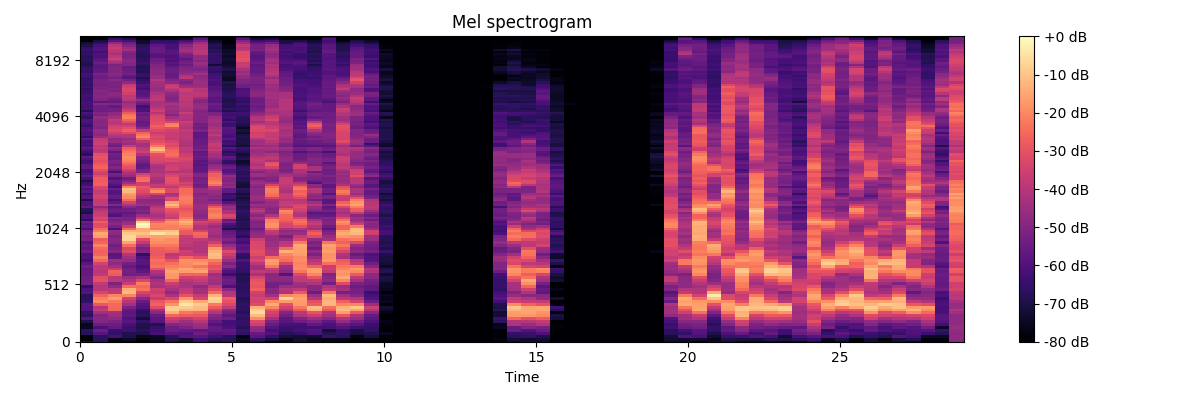 Mel spectrogram
8192
4096
2048
1024
512
0
Hz
0 5 10 15 20 25
Time
+0 dB
-10 dB
-20 dB
-30 dB
-40 dB
-50 dB
-60 dB
-70 dB
-80 dB